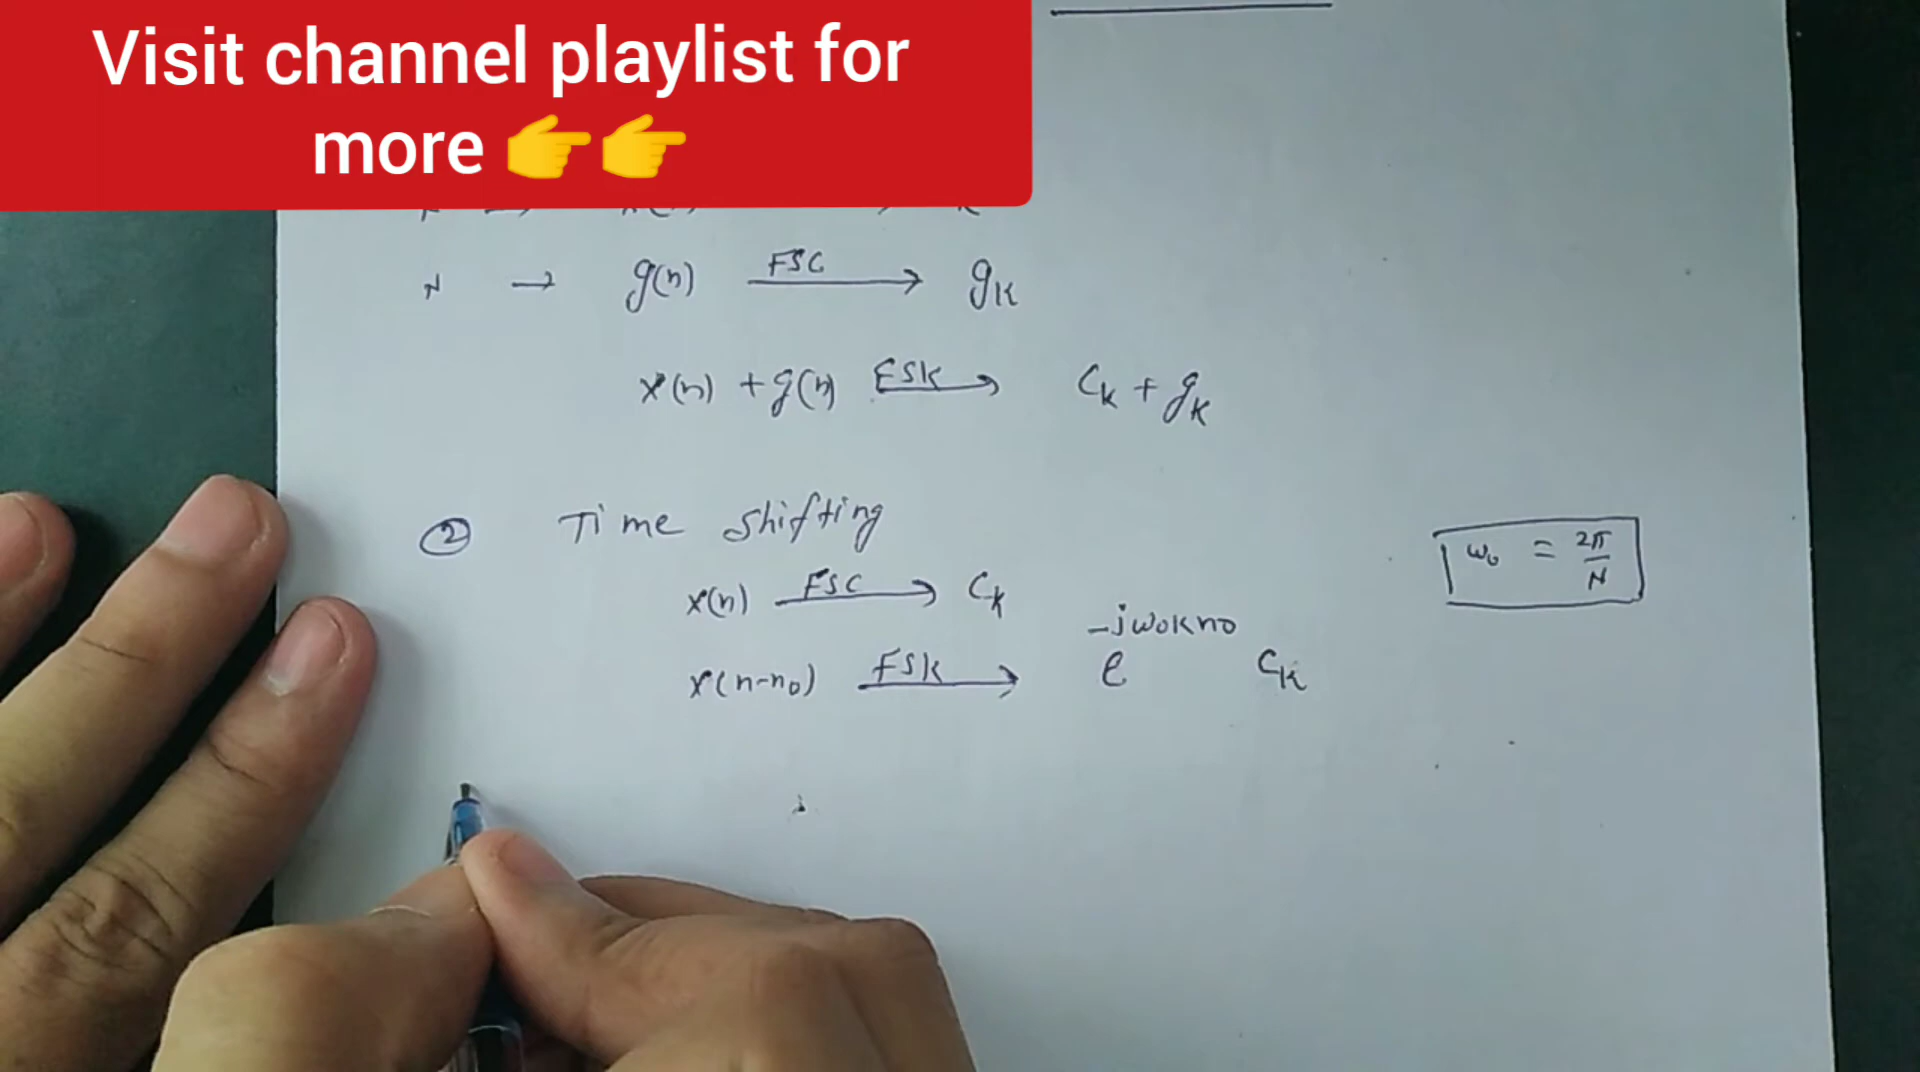 Visit channel playlist for
more 👉👉
N → g(n) FSC → gK
x(n) + g(n) FSK → CK + gK
② Time shifting
ω₀ = 2π/N
x(n) FSC → CK
x(n-n₀) FSK → e^-jω0kn0 CK